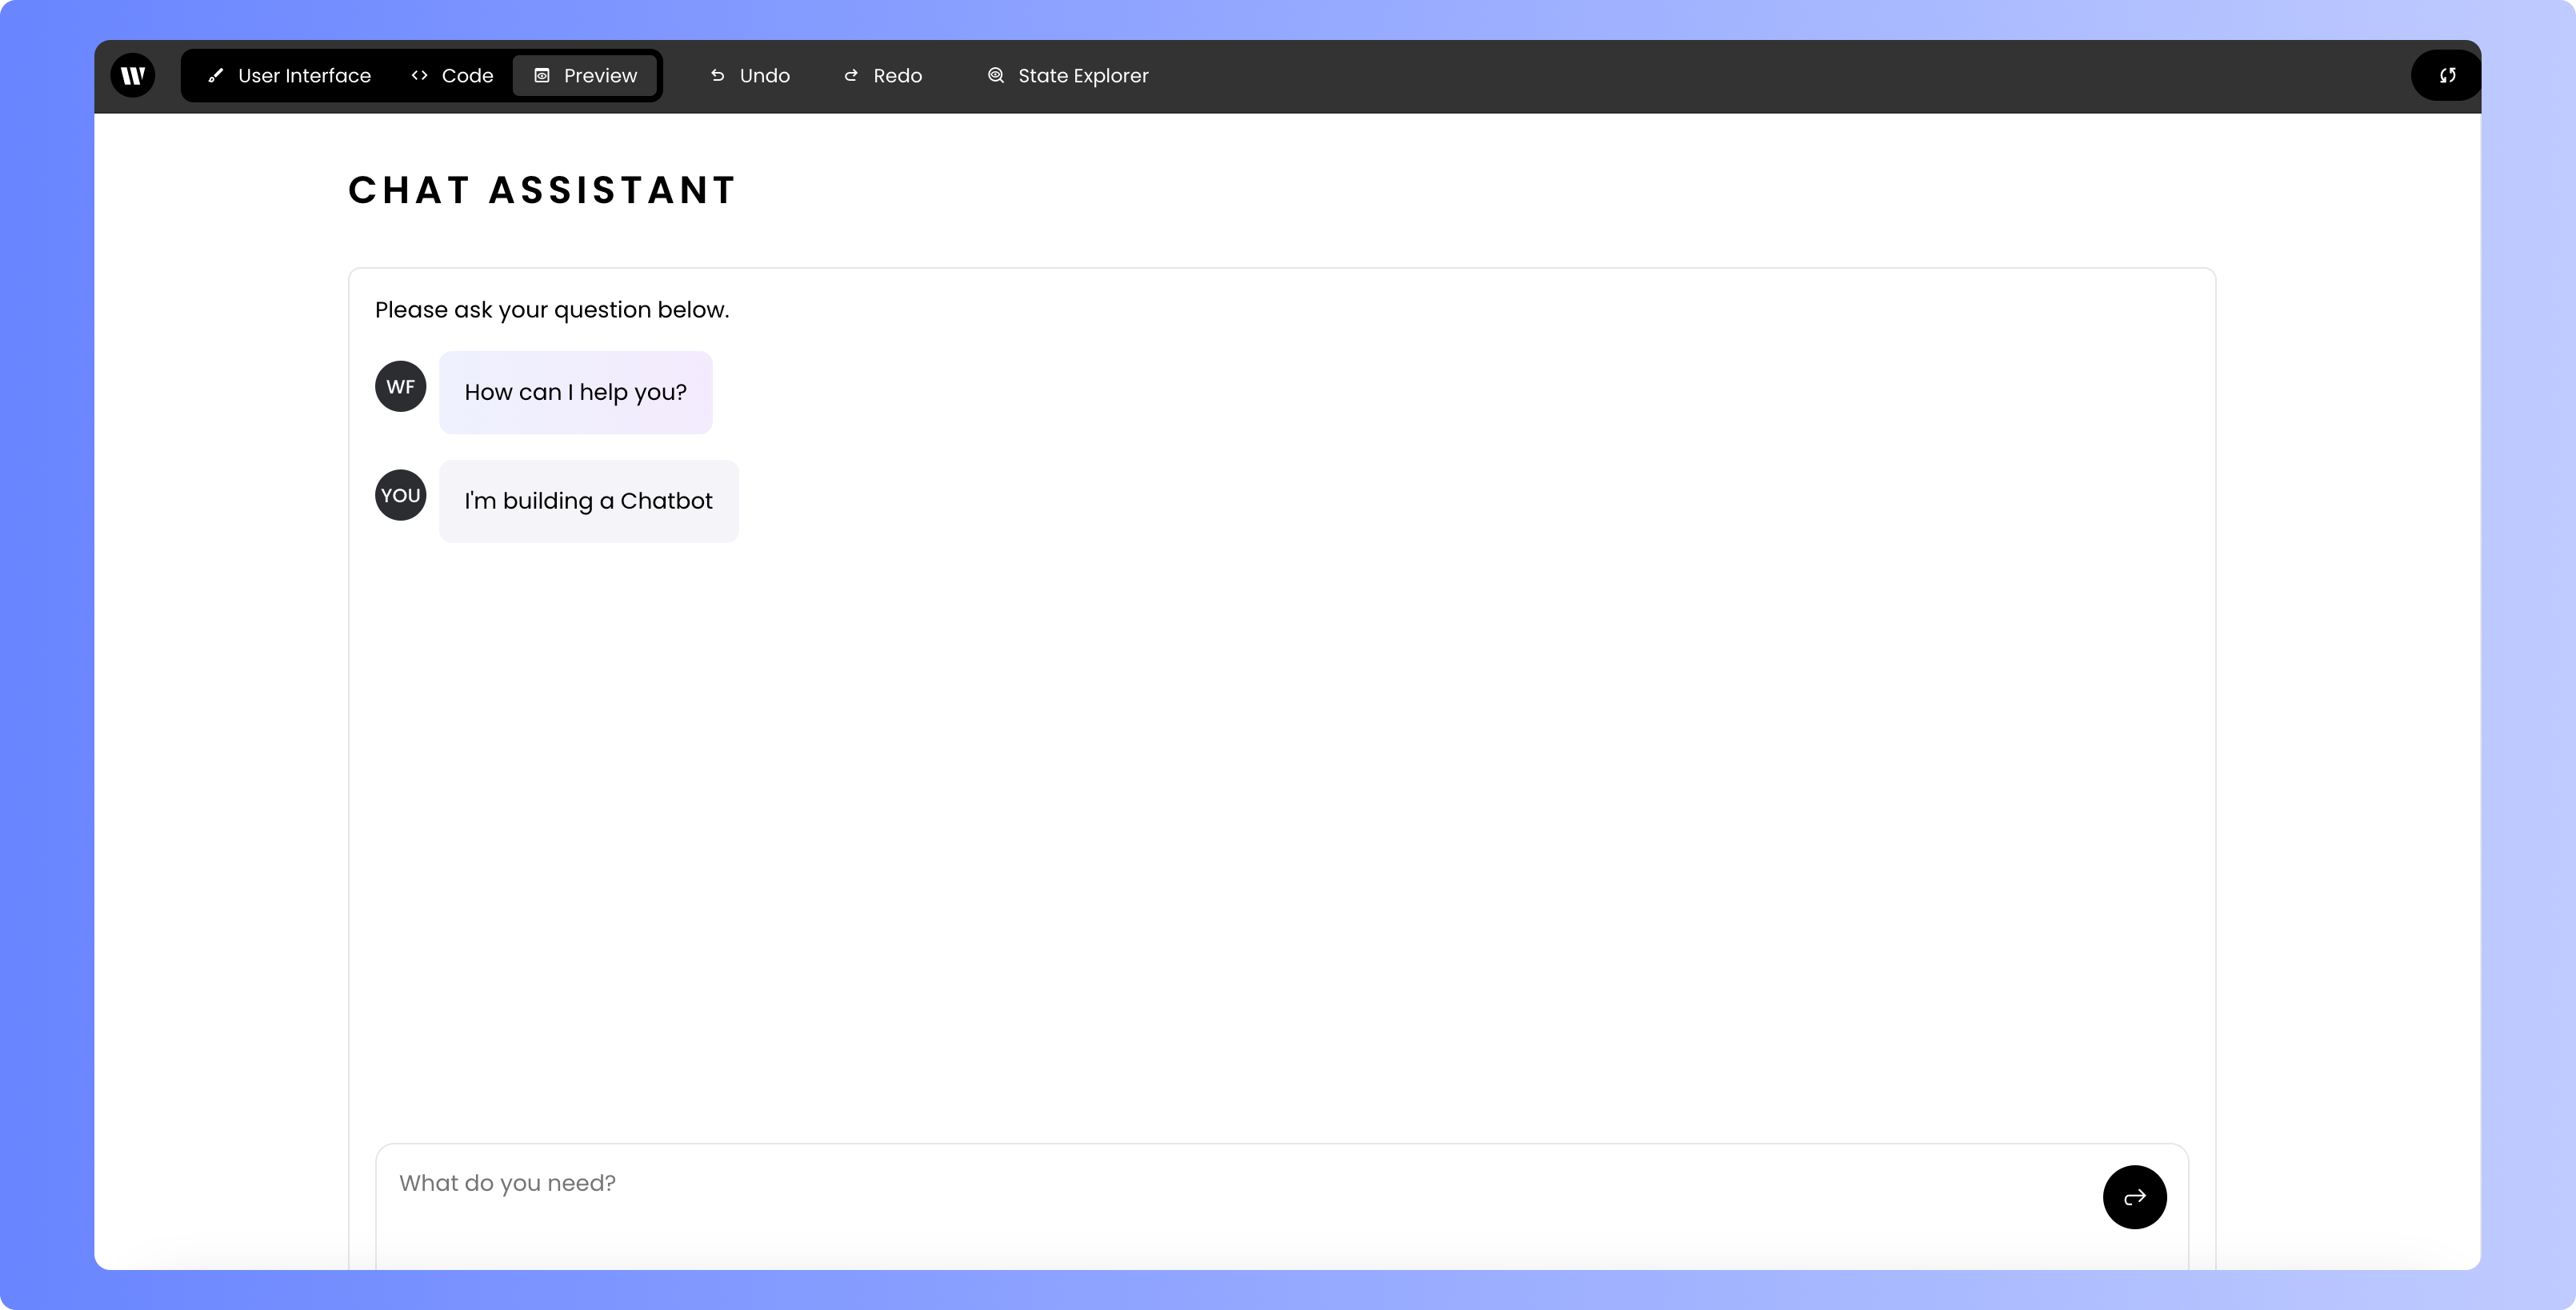 User Interface Code Preview Undo Redo State Explorer
CHAT ASSISTANT
Please ask your question below.
WF How can I help you?
YOU I'm building a Chatbot
What do you need?